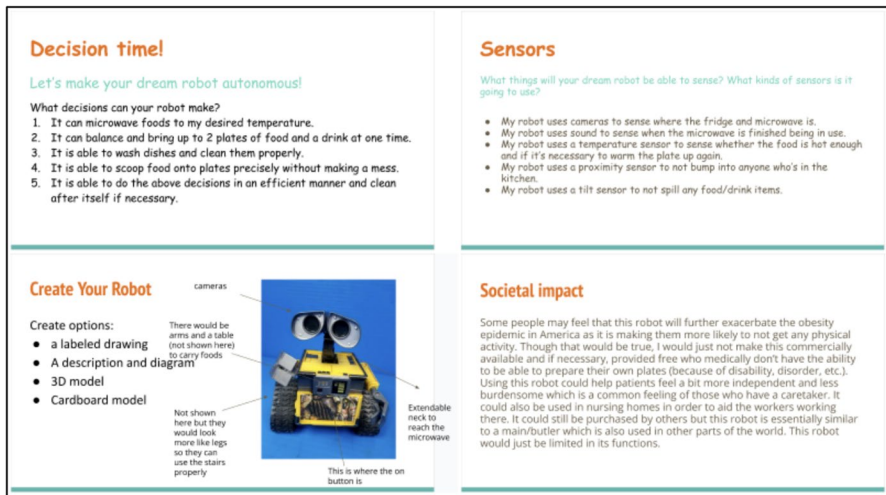 Decision time!
Let's make your dream robot autonomous!
What decisions can your robot make?
1. It can microwave foods to my desired temperature.
2. It can balance and bring up to 2 plates of food and a drink at one time.
3. It is able to wash dishes and clean them properly.
4. It is able to scoop food onto plates precisely without making a mess.
5. It is able to do the above decisions in an efficient manner and clean
after itself if necessary.
Sensors
What things will your dream robot be able to sense? What kinds of sensors is it
going to use?
● My robot uses cameras to sense where the fridge and microwave is.
● My robot uses sound to sense when the microwave is finished being in use.
● My robot uses a temperature sensor to sense whether the food is hot enough
and if it's necessary to warm the plate up again.
● My robot uses a proximity sensor to not bump into anyone who's in the
kitchen.
● My robot uses a tilt sensor to not spill any food/drink items.
Create Your Robot
Create options:
● a labeled drawing
● A description and diagram
● 3D model
● Cardboard model
cameras
There would be
arms and a table
(not shown here)
to carry foods
Not shown
here but they
would look
more like legs
so they can
use the stairs
properly
Extendable
neck to
reach the
microwave
This is where the on
button is
Societal impact
Some people may feel that this robot will further exacerbate the obesity
epidemic in America as it is making them more likely to not get any physical
activity. Though that would be true, I would just not make this commercially
available and if necessary, provided free who medically don't have the ability
to be able to prepare their own plates (because of disability, disorder, etc.).
Using this robot could help patients feel a bit more independent and less
burdensome which is a common feeling of those who have a caretaker. It
could also be used in nursing homes in order to aid the workers working
there. It could still be purchased by others but this robot is essentially similar
to a main/butler which is also used in other parts of the world. This robot
would just be limited in its functions.